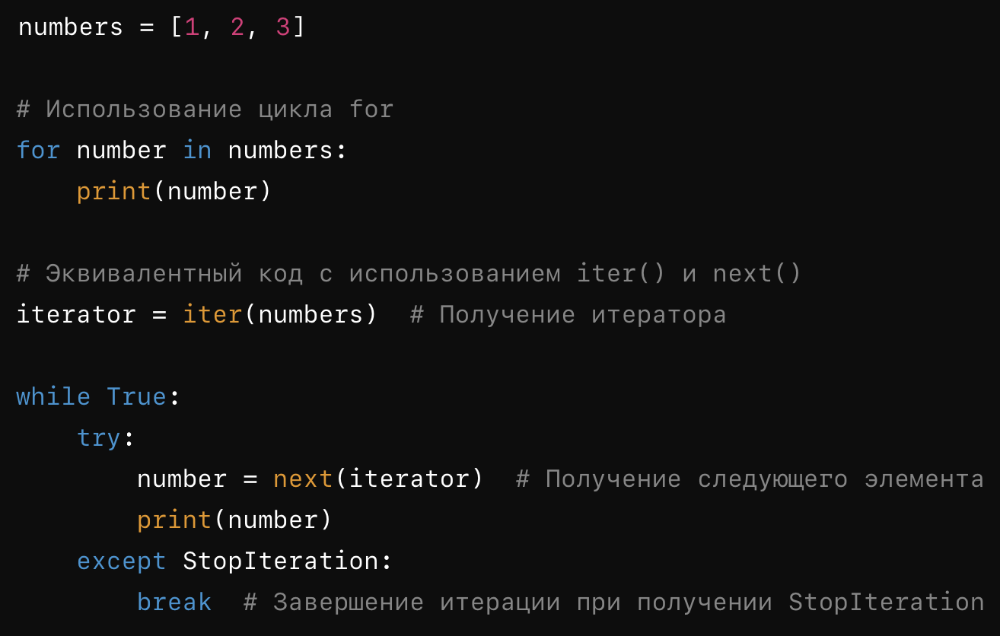 numbers = [1, 2, 3]
# Использование цикла for
for number in numbers:
    print(number)
# Эквивалентный код с использованием iter() и next()
iterator = iter(numbers)  # Получение итератора
while True:
    try:
        number = next(iterator)  # Получение следующего элемента
        print(number)
    except StopIteration:
        break  # Завершение итерации при получении StopIteration